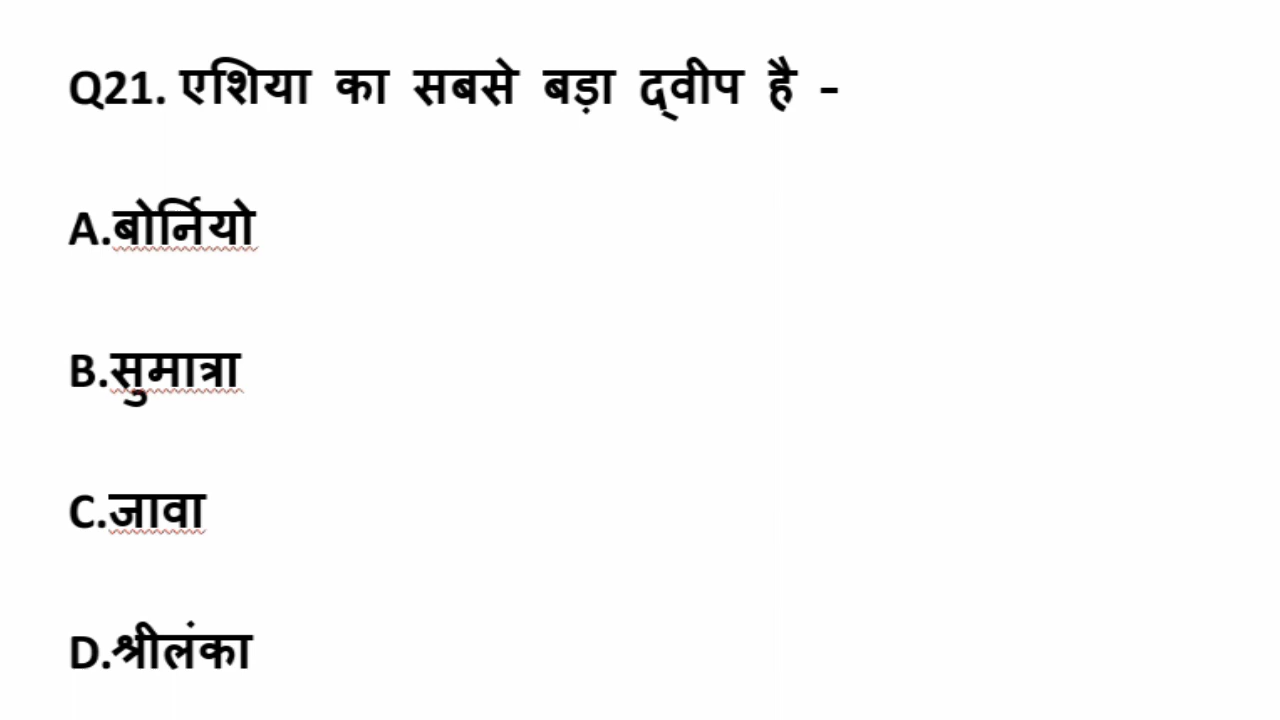 Q21. एशिया का सबसे बड़ा द्वीप है -
A.बोर्नियो
B.सुमात्रा
C.जावा
D.श्रीलंका